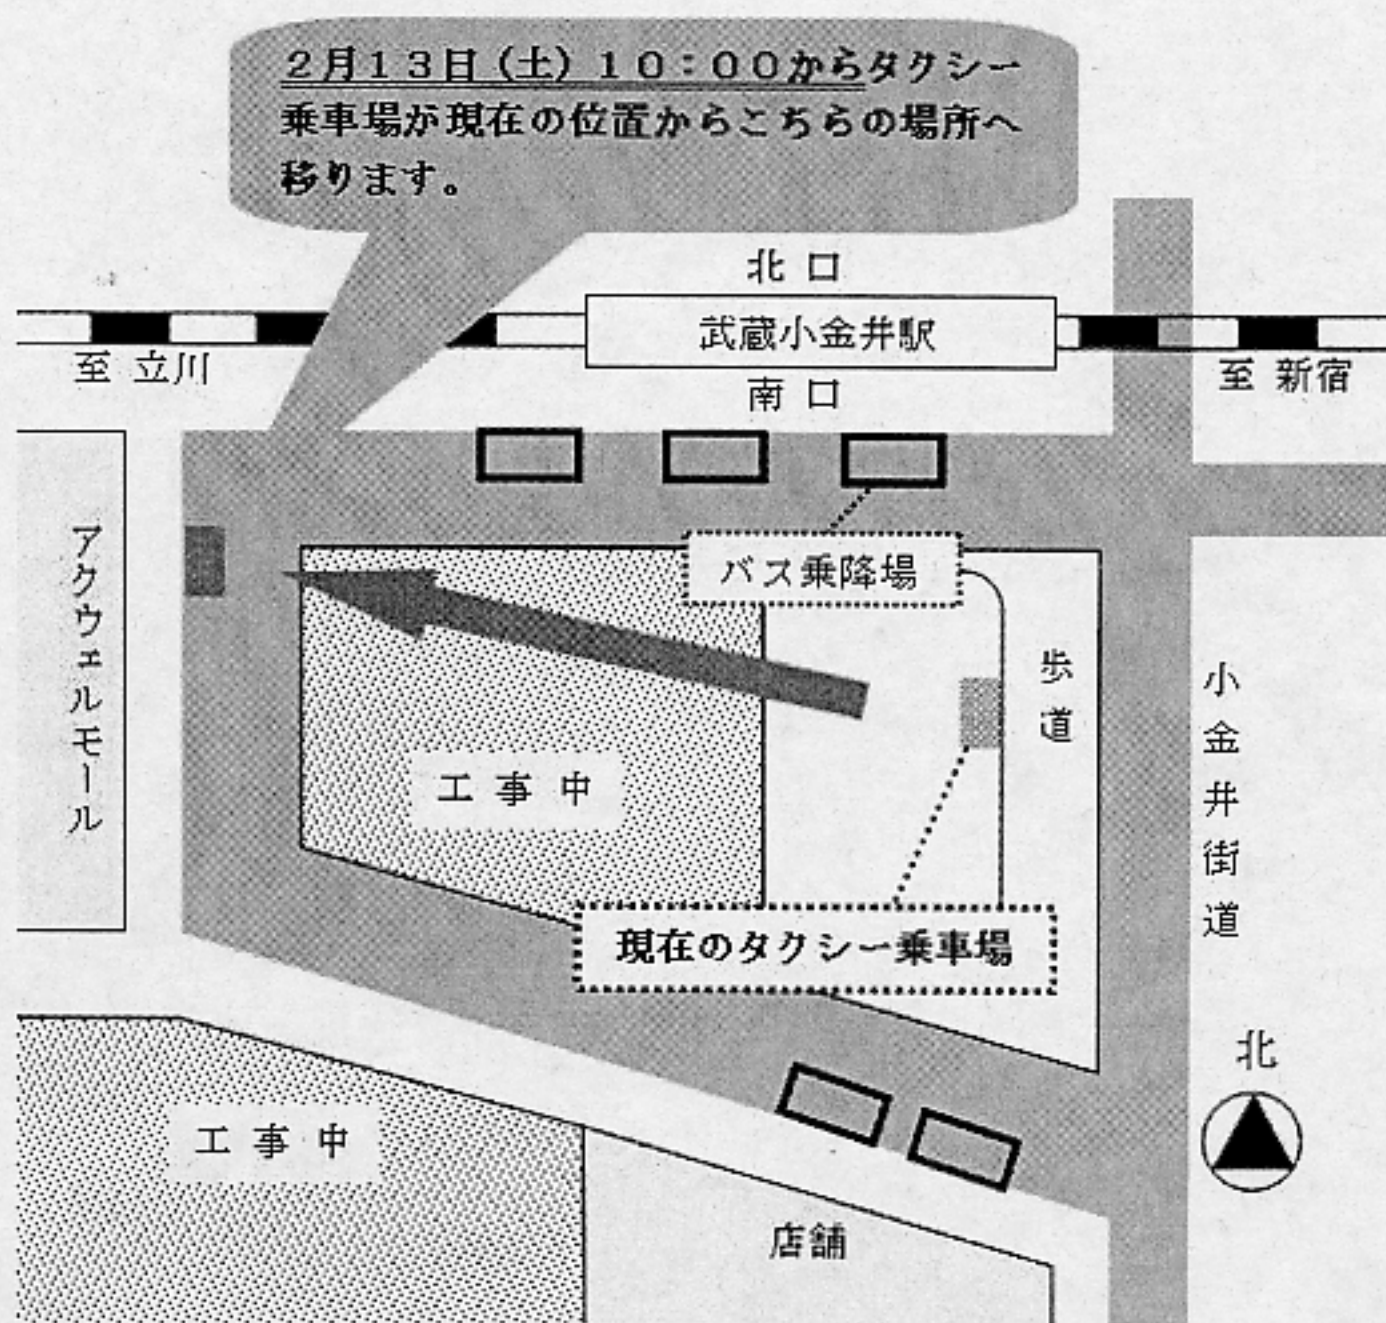 ２月１３日（土）１０：００からタクシー
乗車場が現在の位置からこちらの場所へ
移ります。
北口
武蔵小金井駅
至 立川
至 新宿
南口
アクウェルモール
バス乗降場
歩道
小金井街道
工事中
現在のタクシー乗車場
北
工事中
店舗